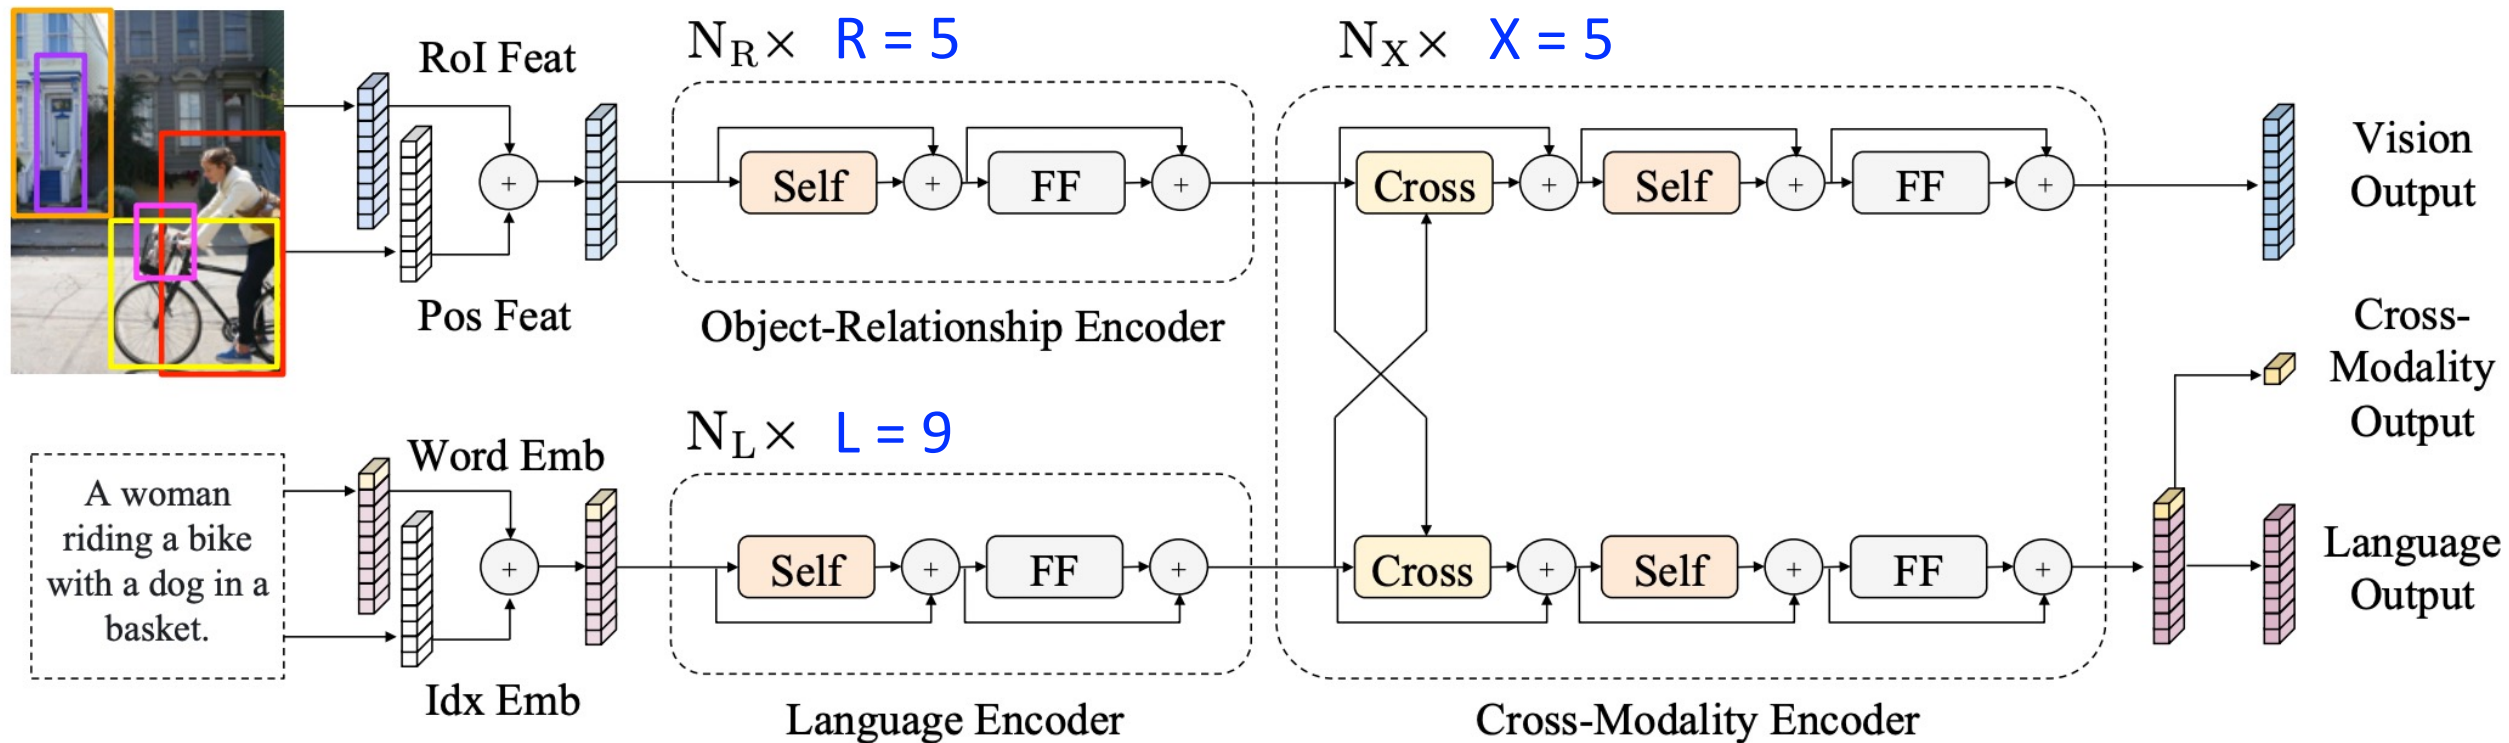 RoI Feat
Pos Feat
+
N_R× R = 5
Self
+
FF
+
Object-Relationship Encoder
N_X× X = 5
Cross
+
Self
+
FF
+
Vision
Output
Cross-
Modality
Output
A woman
riding a bike
with a dog in a
basket.
Word Emb
Idx Emb
+
N_L× L = 9
Self
+
FF
+
Language Encoder
Cross
+
Self
+
FF
+
Cross-Modality Encoder
Language
Output